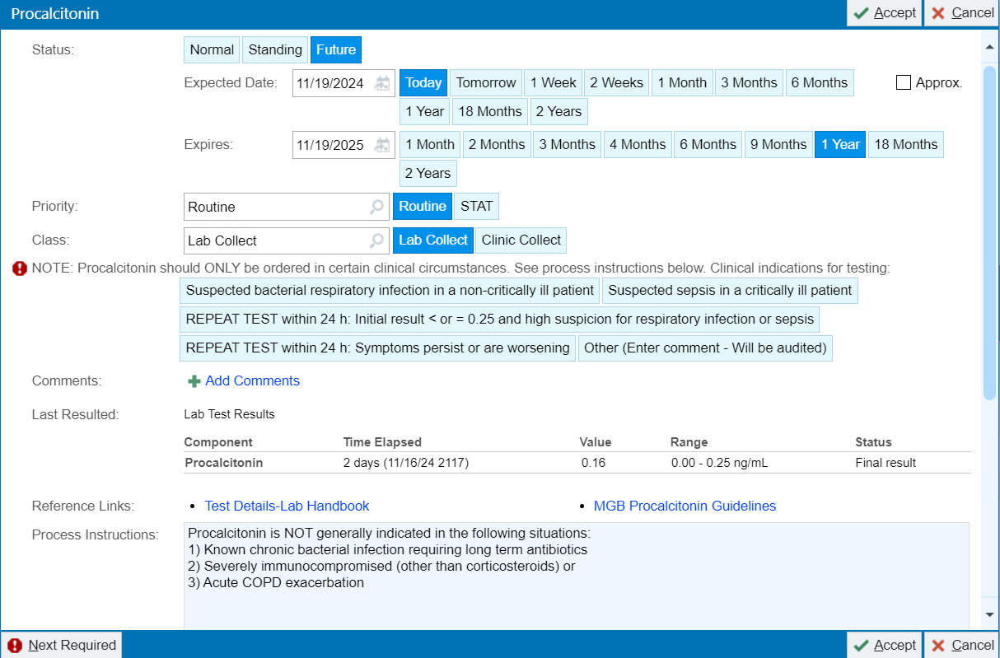 Procalcitonin Accept Cancel
Status: Normal Standing Future
Expected Date: 11/19/2024 Today Tomorrow 1 Week 2 Weeks 1 Month 3 Months 6 Months Approx.
1 Year 18 Months 2 Years
Expires: 11/19/2025 1 Month 2 Months 3 Months 4 Months 6 Months 9 Months 1 Year 18 Months
2 Years
Priority: Routine Routine STAT
Class: Lab Collect Lab Collect Clinic Collect
NOTE: Procalcitonin should ONLY be ordered in certain clinical circumstances. See process instructions below. Clinical indications for testing:
Suspected bacterial respiratory infection in a non-critically ill patient Suspected sepsis in a critically ill patient
REPEAT TEST within 24 h: Initial result < or = 0.25 and high suspicion for respiratory infection or sepsis
REPEAT TEST within 24 h: Symptoms persist or are worsening Other (Enter comment - Will be audited)
Comments: Add Comments
Last Resulted: Lab Test Results
Component Time Elapsed Value Range Status
Procalcitonin 2 days (11/16/24 2117) 0.16 0.00 - 0.25 ng/mL Final result
Reference Links: • Test Details-Lab Handbook • MGB Procalcitonin Guidelines
Process Instructions: Procalcitonin is NOT generally indicated in the following situations:
1) Known chronic bacterial infection requiring long term antibiotics
2) Severely immunocompromised (other than corticosteroids) or
3) Acute COPD exacerbation
Next Required Accept Cancel